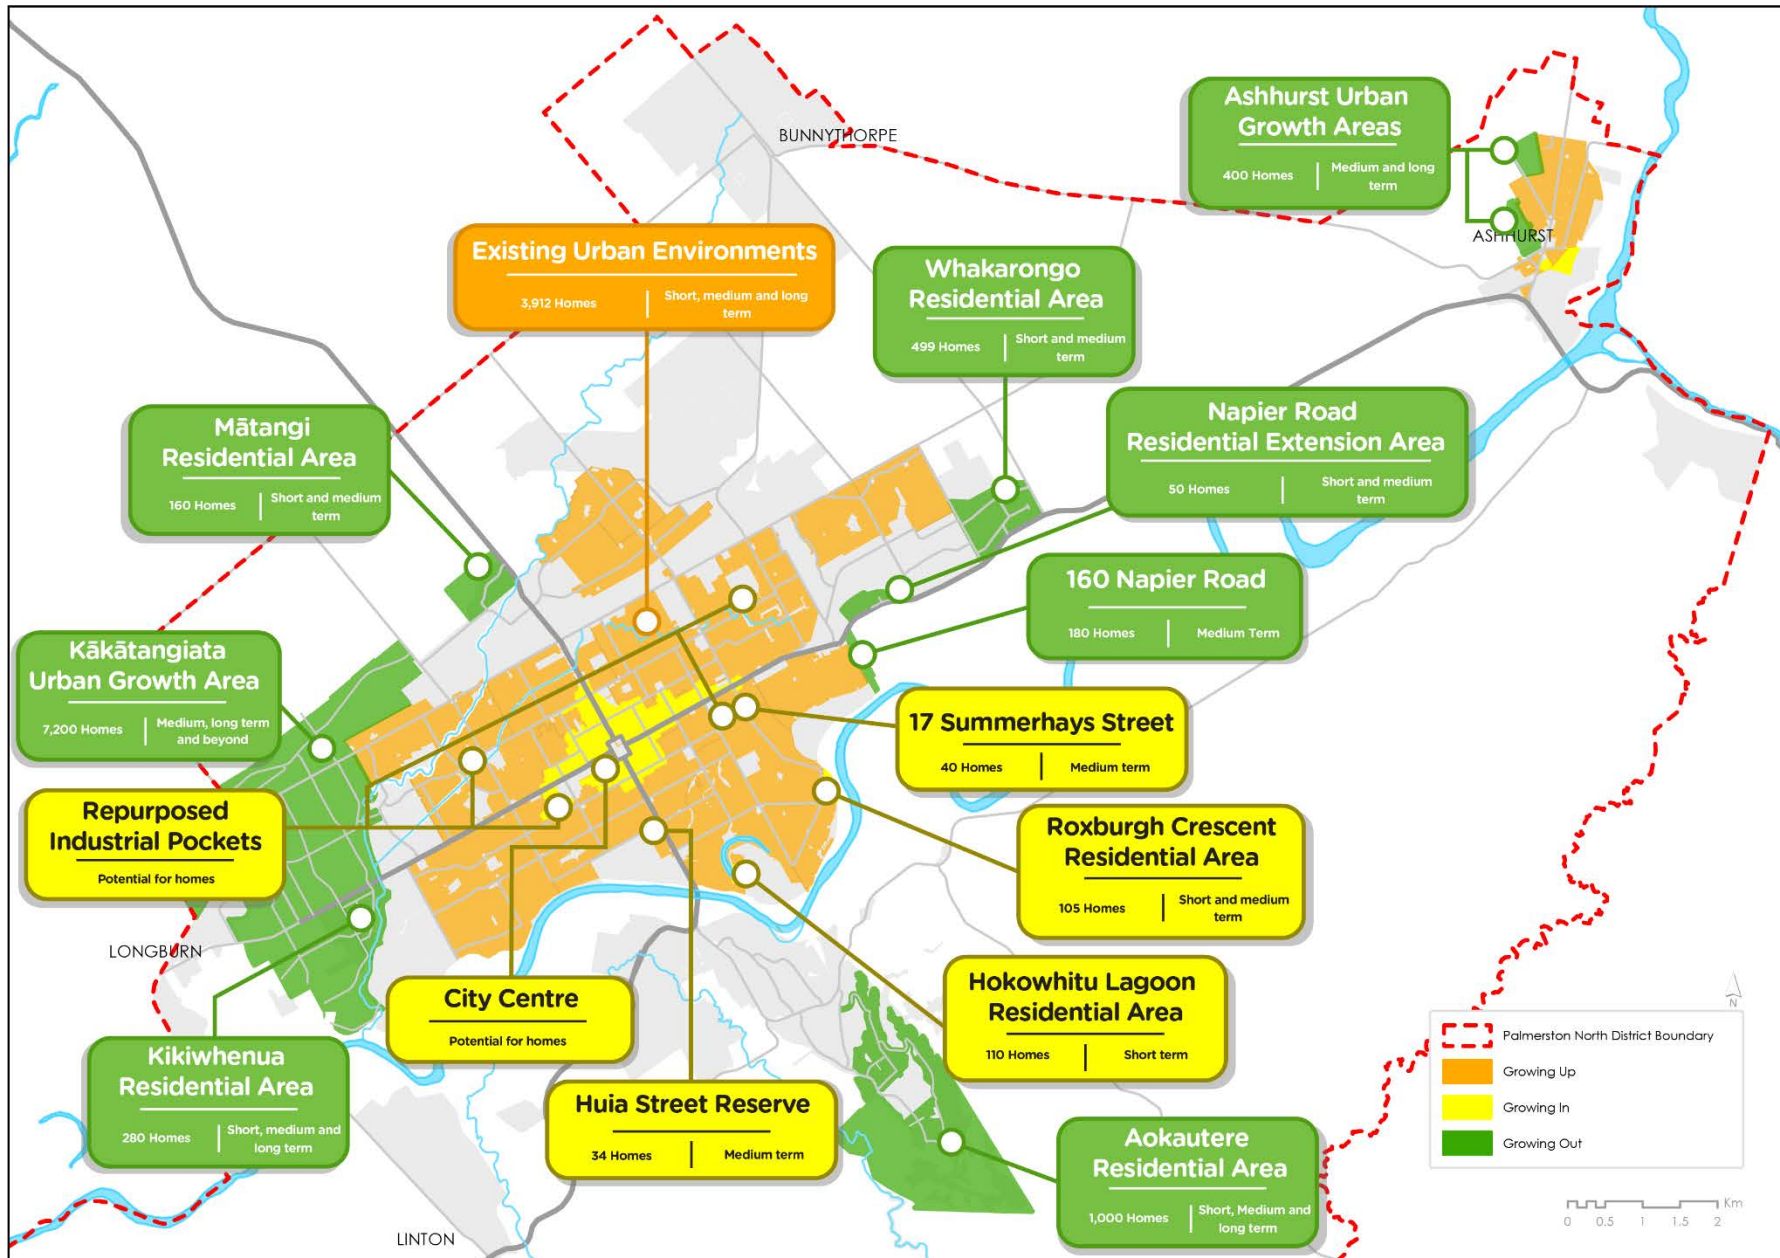 BUNNYTHORPE
Ashhurst Urban
Growth Areas
400 Homes
Medium and long
term
ASHHURST
Existing Urban Environments
3,912 Homes
Short, medium and long
term
Whakarongo
Residential Area
499 Homes
Short and medium
term
Mātangi
Residential Area
160 Homes
Short and medium
term
Napier Road
Residential Extension Area
50 Homes
Short and medium
term
160 Napier Road
180 Homes
Medium Term
Kākātangiata
Urban Growth Area
7,200 Homes
Medium, long term
and beyond
17 Summerhays Street
40 Homes
Medium term
Repurposed
Industrial Pockets
Potential for homes
Roxburgh Crescent
Residential Area
105 Homes
Short and medium
term
LONGBURN
City Centre
Potential for homes
Hokowhitu Lagoon
Residential Area
110 Homes
Short term
Kikiwhenua
Residential Area
280 Homes
Short, medium and
long term
Huia Street Reserve
34 Homes
Medium term
Aokautere
Residential Area
1,000 Homes
Short, Medium and
long term
LINTON
N
Palmerston North District Boundary
Growing Up
Growing In
Growing Out
Km
0 0.5 1 1.5 2